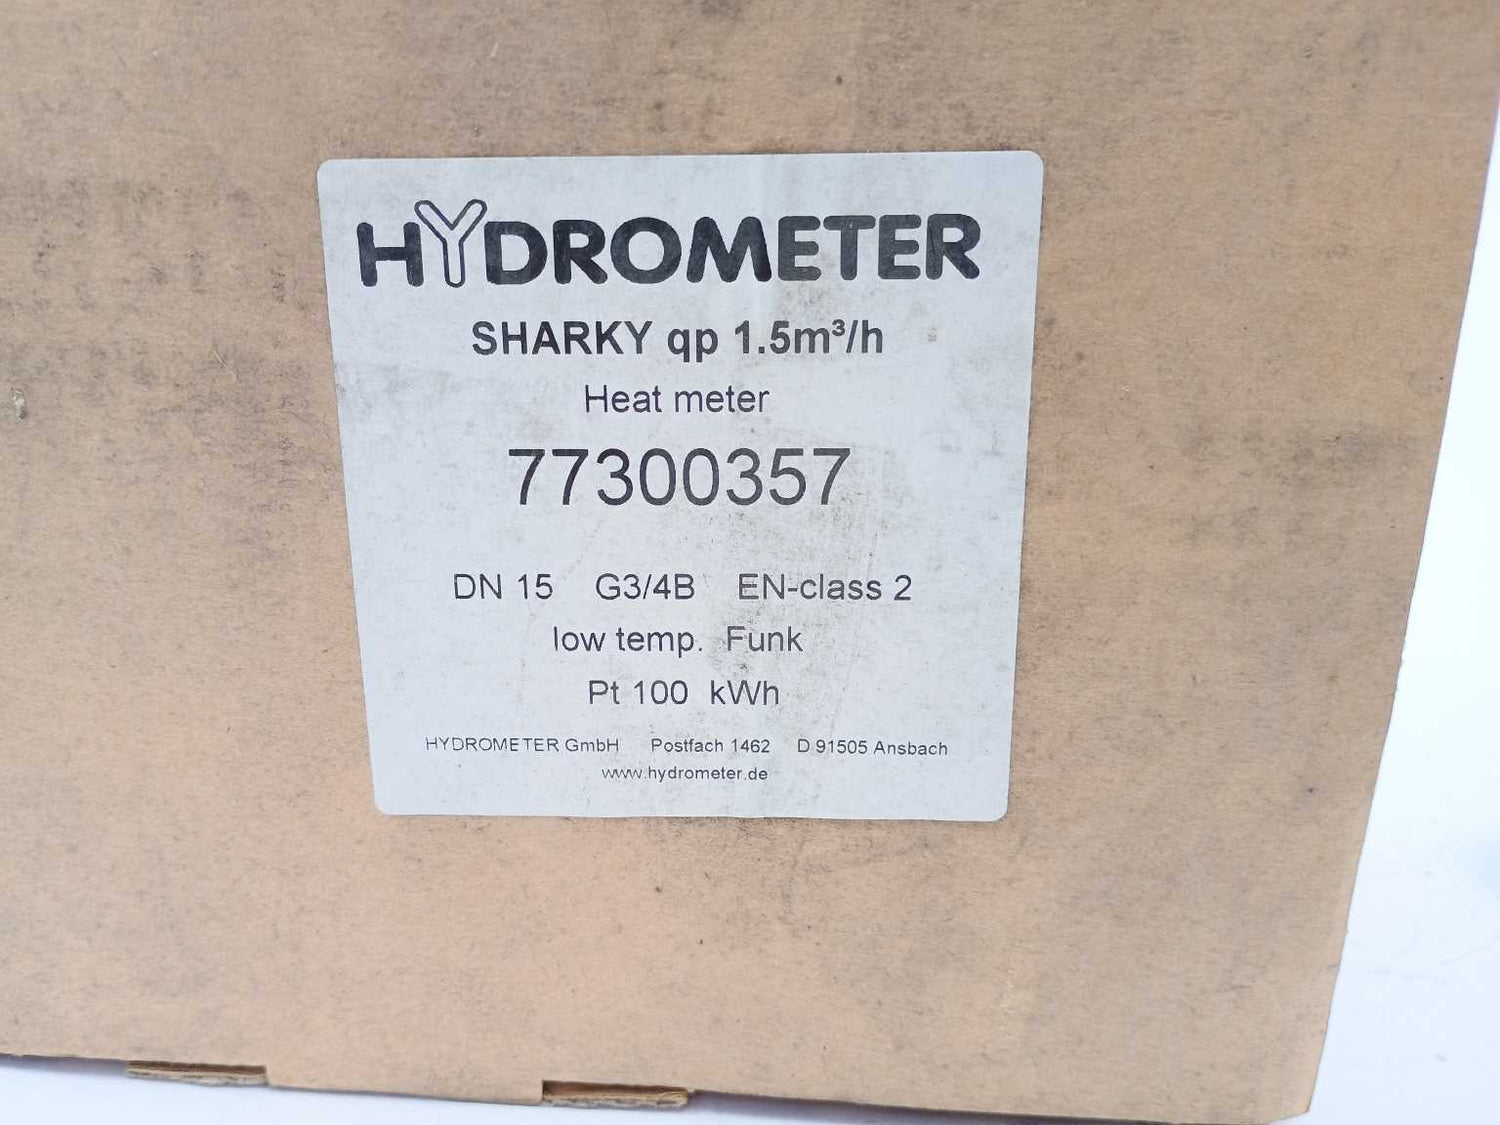 HYDROMETER
SHARKY qp 1.5m³/h
Heat meter
77300357
DN 15 G3/4B EN-class 2
low temp. Funk
Pt 100 kWh
HYDROMETER GmbH Postfach 1462 D 91505 Ansbach
www.hydrometer.de